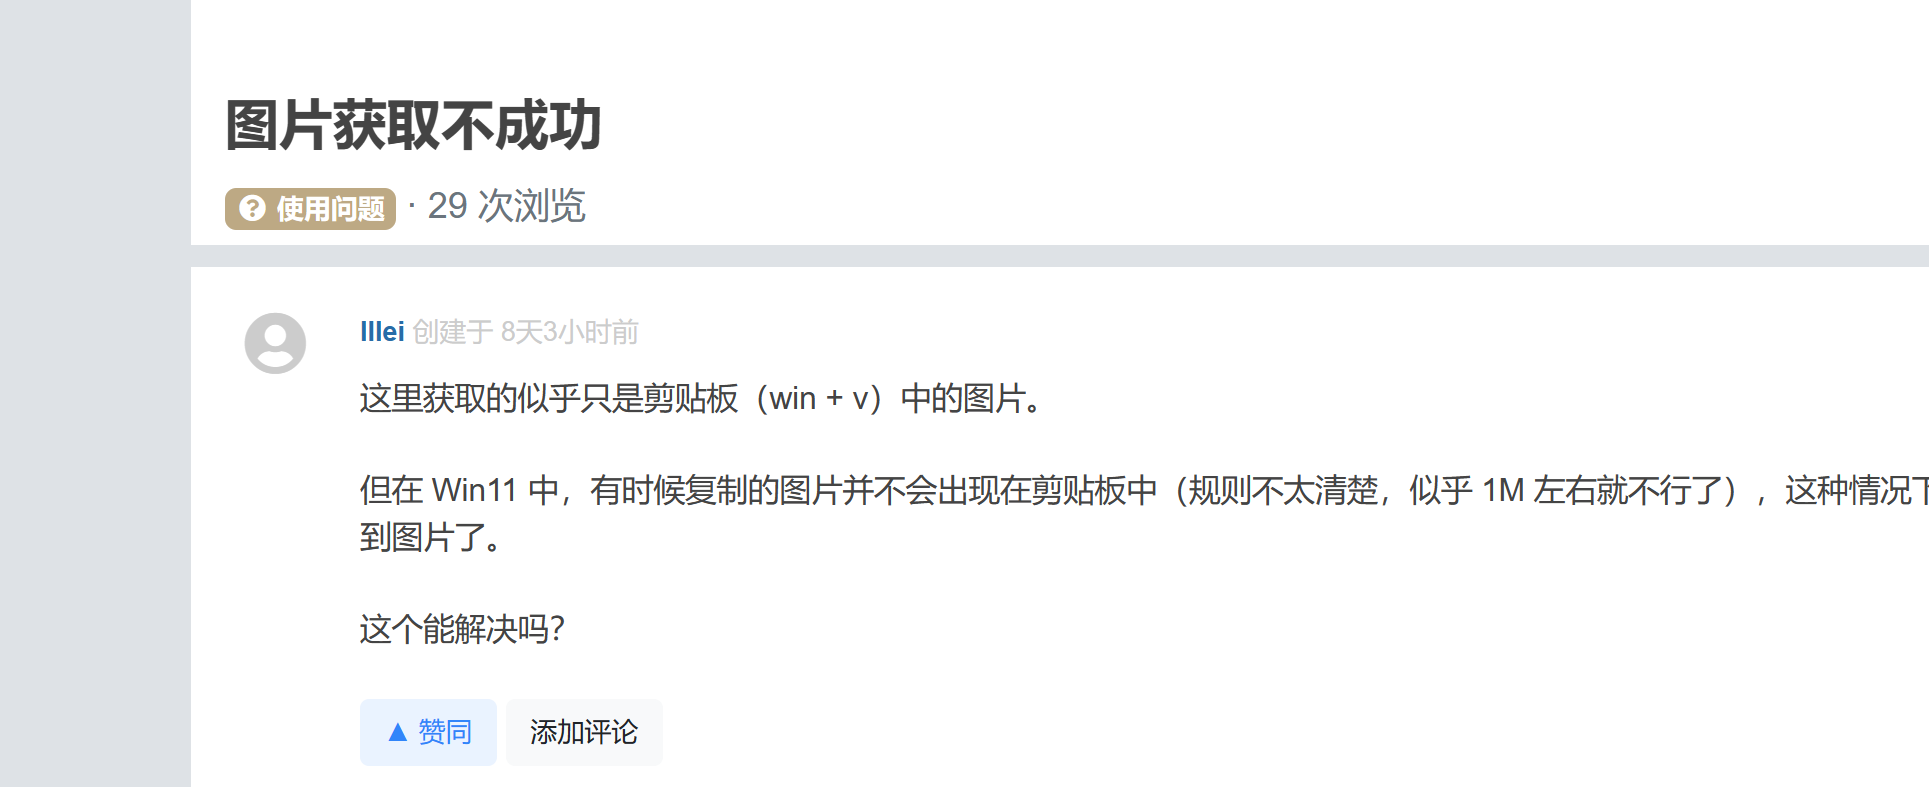 图片获取不成功
使用问题 · 29 次浏览
lllei 创建于 8天3小时前
这里获取的似乎只是剪贴板（win + v）中的图片。
但在 Win11 中，有时候复制的图片并不会出现在剪贴板中（规则不太清楚，似乎 1M 左右就不行了），这种情况下
到图片了。
这个能解决吗？
▲ 赞同 添加评论